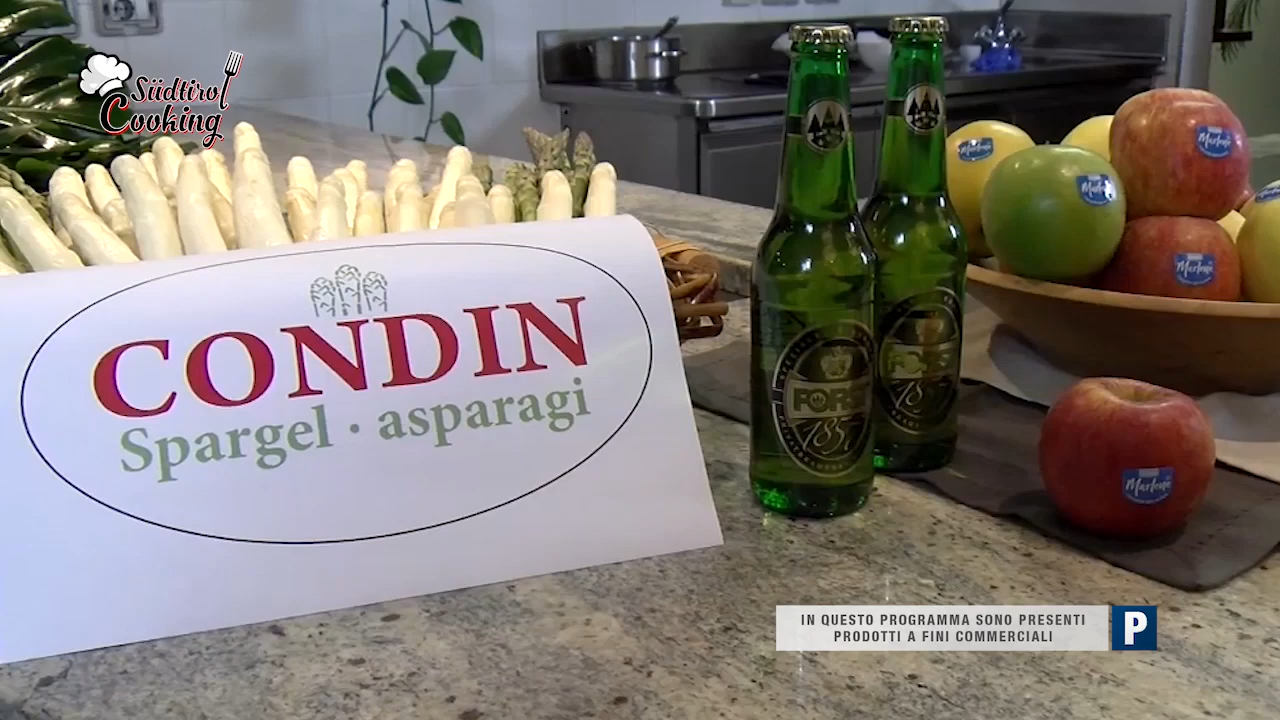 Südtirol
Cooking
CONDIN
Spargel · asparagi
FORST
1857
FORST
Marlene
Marlene
Marlene
Marlene
Marlene
IN QUESTO PROGRAMMA SONO PRESENTI
PRODOTTI A FINI COMMERCIALI
P